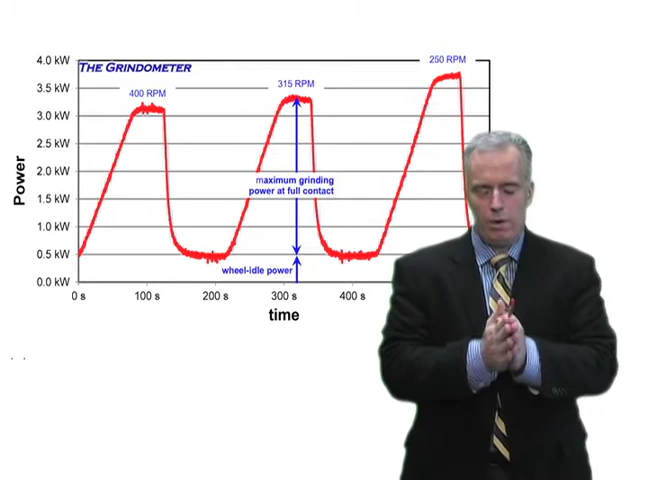 4.0 kW
THE GRINDOMETER
250 RPM
3.5 kW
400 RPM
315 RPM
3.0 kW
2.5 kW
2.0 kW
maximum grinding
power at full contact
1.5 kW
1.0 kW
0.5 kW
wheel-idle power
0.0 kW
Power
0 s
100 s
200 s
300 s
400 s
time